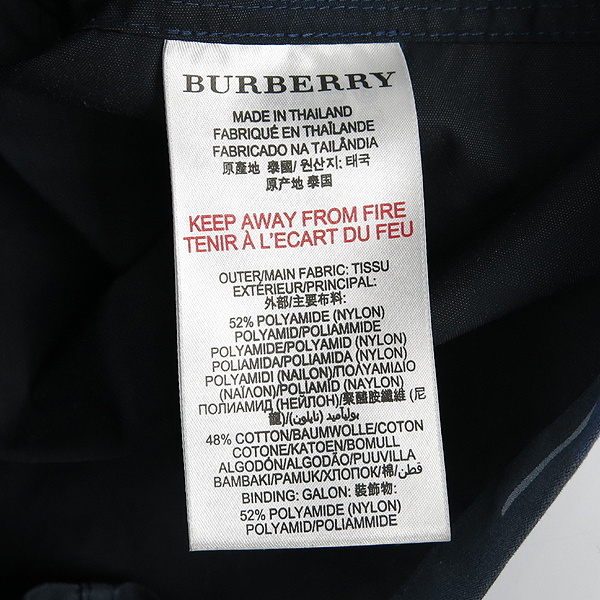 BURBERRY
MADE IN THAILAND
FABRIQUÉ EN THAÏLANDE
FABRICADO NA TAILÂNDIA
原產地 泰國/ 원산지: 태국
原产地 泰国
KEEP AWAY FROM FIRE
TENIR À L'ECART DU FEU
OUTER/MAIN FABRIC: TISSU
EXTÉRIEUR/PRINCIPAL:
外部/主要布料:
52% POLYAMIDE (NYLON)
POLYAMID/POLIAMMIDE
POLYAMIDE/POLYAMID (NYLON)
POLIAMIDA/POLIAMIDA (NYLON)
POLYAMIDI (NAILON)/ΠΟΛΥΑΜΙΔΙΟ
(ΝΑΪΛΟΝ)/POLİAMİD (NAYLON)
ПОЛИАМИД (НЕЙЛОН)/聚醯胺纖維 (尼
龍)/بولياميد (نايلون)
48% COTTON/BAUMWOLLE/COTON
COTONE/KATOEN/BOMULL
ALGODÓN/ALGODÃO/PUUVILLA
ΒΑΜΒΑΚΙ/PAMUK/ХЛОПОК/棉/قطن
BINDING: GALON: 裝飾物:
52% POLYAMIDE (NYLON)
POLYAMID/POLIAMMIDE